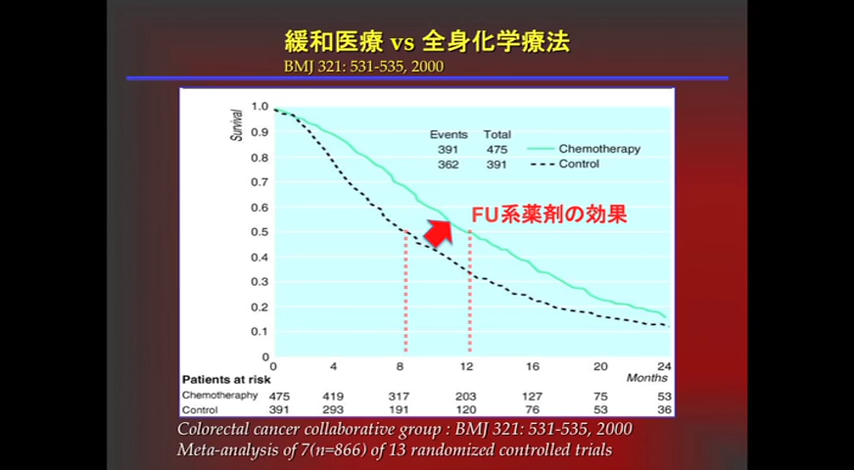 緩和医療 vs 全身化学療法
BMJ 321: 531-535, 2000
Survival
1.0
0.9
0.8
0.7
0.6
0.5
0.4
0.3
0.2
0.1
0
Events Total
391 475 Chemotherapy
362 391 Control
FU系薬剤の効果
0 4 8 12 16 20 24
Months
Patients at risk
Chemotheraphy 475 419 317 203 127 75 53
Control 391 293 191 120 76 53 36
Colorectal cancer collaborative group : BMJ 321: 531-535, 2000
Meta-analysis of 7(n=866) of 13 randomized controlled trials